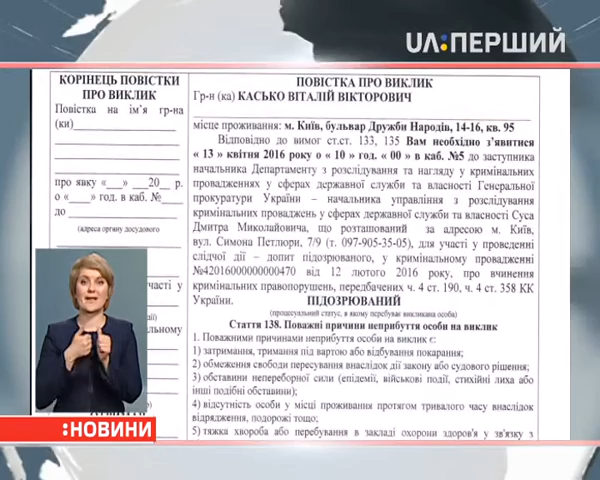 UA:ПЕРШИЙ
КОРІНЕЦЬ ПОВІСТКИ
ПРО ВИКЛИК
Повістка на ім'я гр-на
(ки)
про явку «__» ___20__ р.
о «___» год. в каб. №___
до
(адреса органу досудового
участі у
ПОВІСТКА ПРО ВИКЛИК
Гр-н (ка) КАСЬКО ВІТАЛІЙ ВІКТОРОВИЧ
місце проживання: м. Київ, бульвар Дружби Народів, 14-16, кв. 95
Відповідно до вимог ст.ст. 133, 135 Вам необхідно з'явитися
« 13 » квітня 2016 року о « 10 » год. « 00 » в каб. №5 до заступника
начальника Департаменту з розслідування та нагляду у кримінальних
провадженнях у сферах державної служби та власності Генеральної
прокуратури України – начальника управління з розслідування
кримінальних проваджень у сферах державної служби та власності Суса
Дмитра Миколайовича, що розташований за адресою м. Київ,
вул. Симона Петлюри, 7/9 (т. 097-905-35-05), для участі у проведенні
слідчої дії – допит підозрюваного, у кримінальному провадженні
№42016000000000470 від 12 лютого 2016 року, про вчинення
кримінальних правопорушень, передбачених ч. 4 ст. 190, ч. 4 ст. 358 КК
України.
ПІДОЗРЮВАНИЙ
(процесуальний статус, в якому перебуває викликана особа)
Стаття 138. Поважні причини неприбуття особи на виклик
1. Поважними причинами неприбуття особи на виклик є:
1) затримання, тримання під вартою або відбування покарання;
2) обмеження свободи пересування внаслідок дії закону або судового рішення;
3) обставини непереборної сили (епідемії, військові події, стихійні лиха або
інші подібні обставини);
4) відсутність особи у місці проживання протягом тривалого часу внаслідок
відрядження, подорожі тощо;
5) тяжка хвороба або перебування в закладі охорони здоров'я у зв'язку з
:НОВИНИ